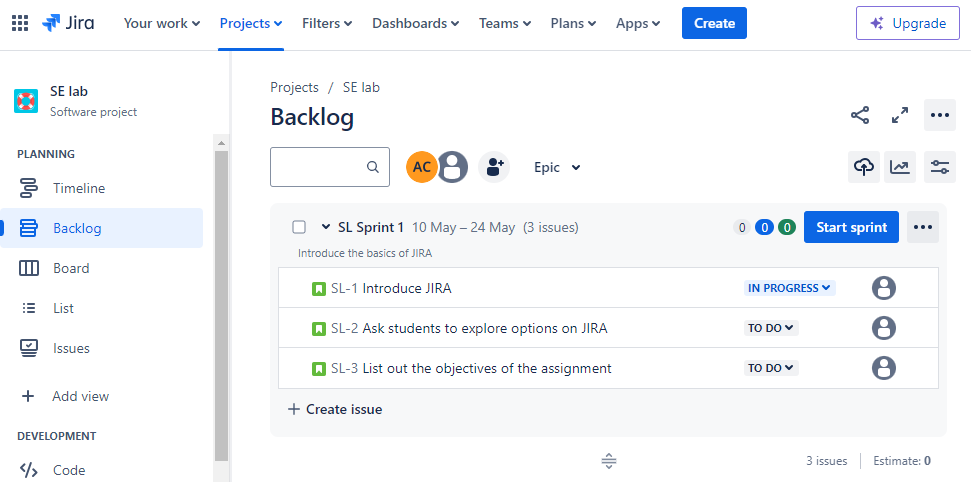 Jira Your work Projects Filters Dashboards Teams Plans Apps Create Upgrade
SE lab
Software project
PLANNING
Timeline
Backlog
Board
List
Issues
Add view
DEVELOPMENT
Code
Projects / SE lab
Backlog
AC Epic
SL Sprint 1 10 May – 24 May (3 issues) 0 0 0 Start sprint
Introduce the basics of JIRA
SL-1 Introduce JIRA IN PROGRESS
SL-2 Ask students to explore options on JIRA TO DO
SL-3 List out the objectives of the assignment TO DO
+ Create issue
3 issues Estimate: 0